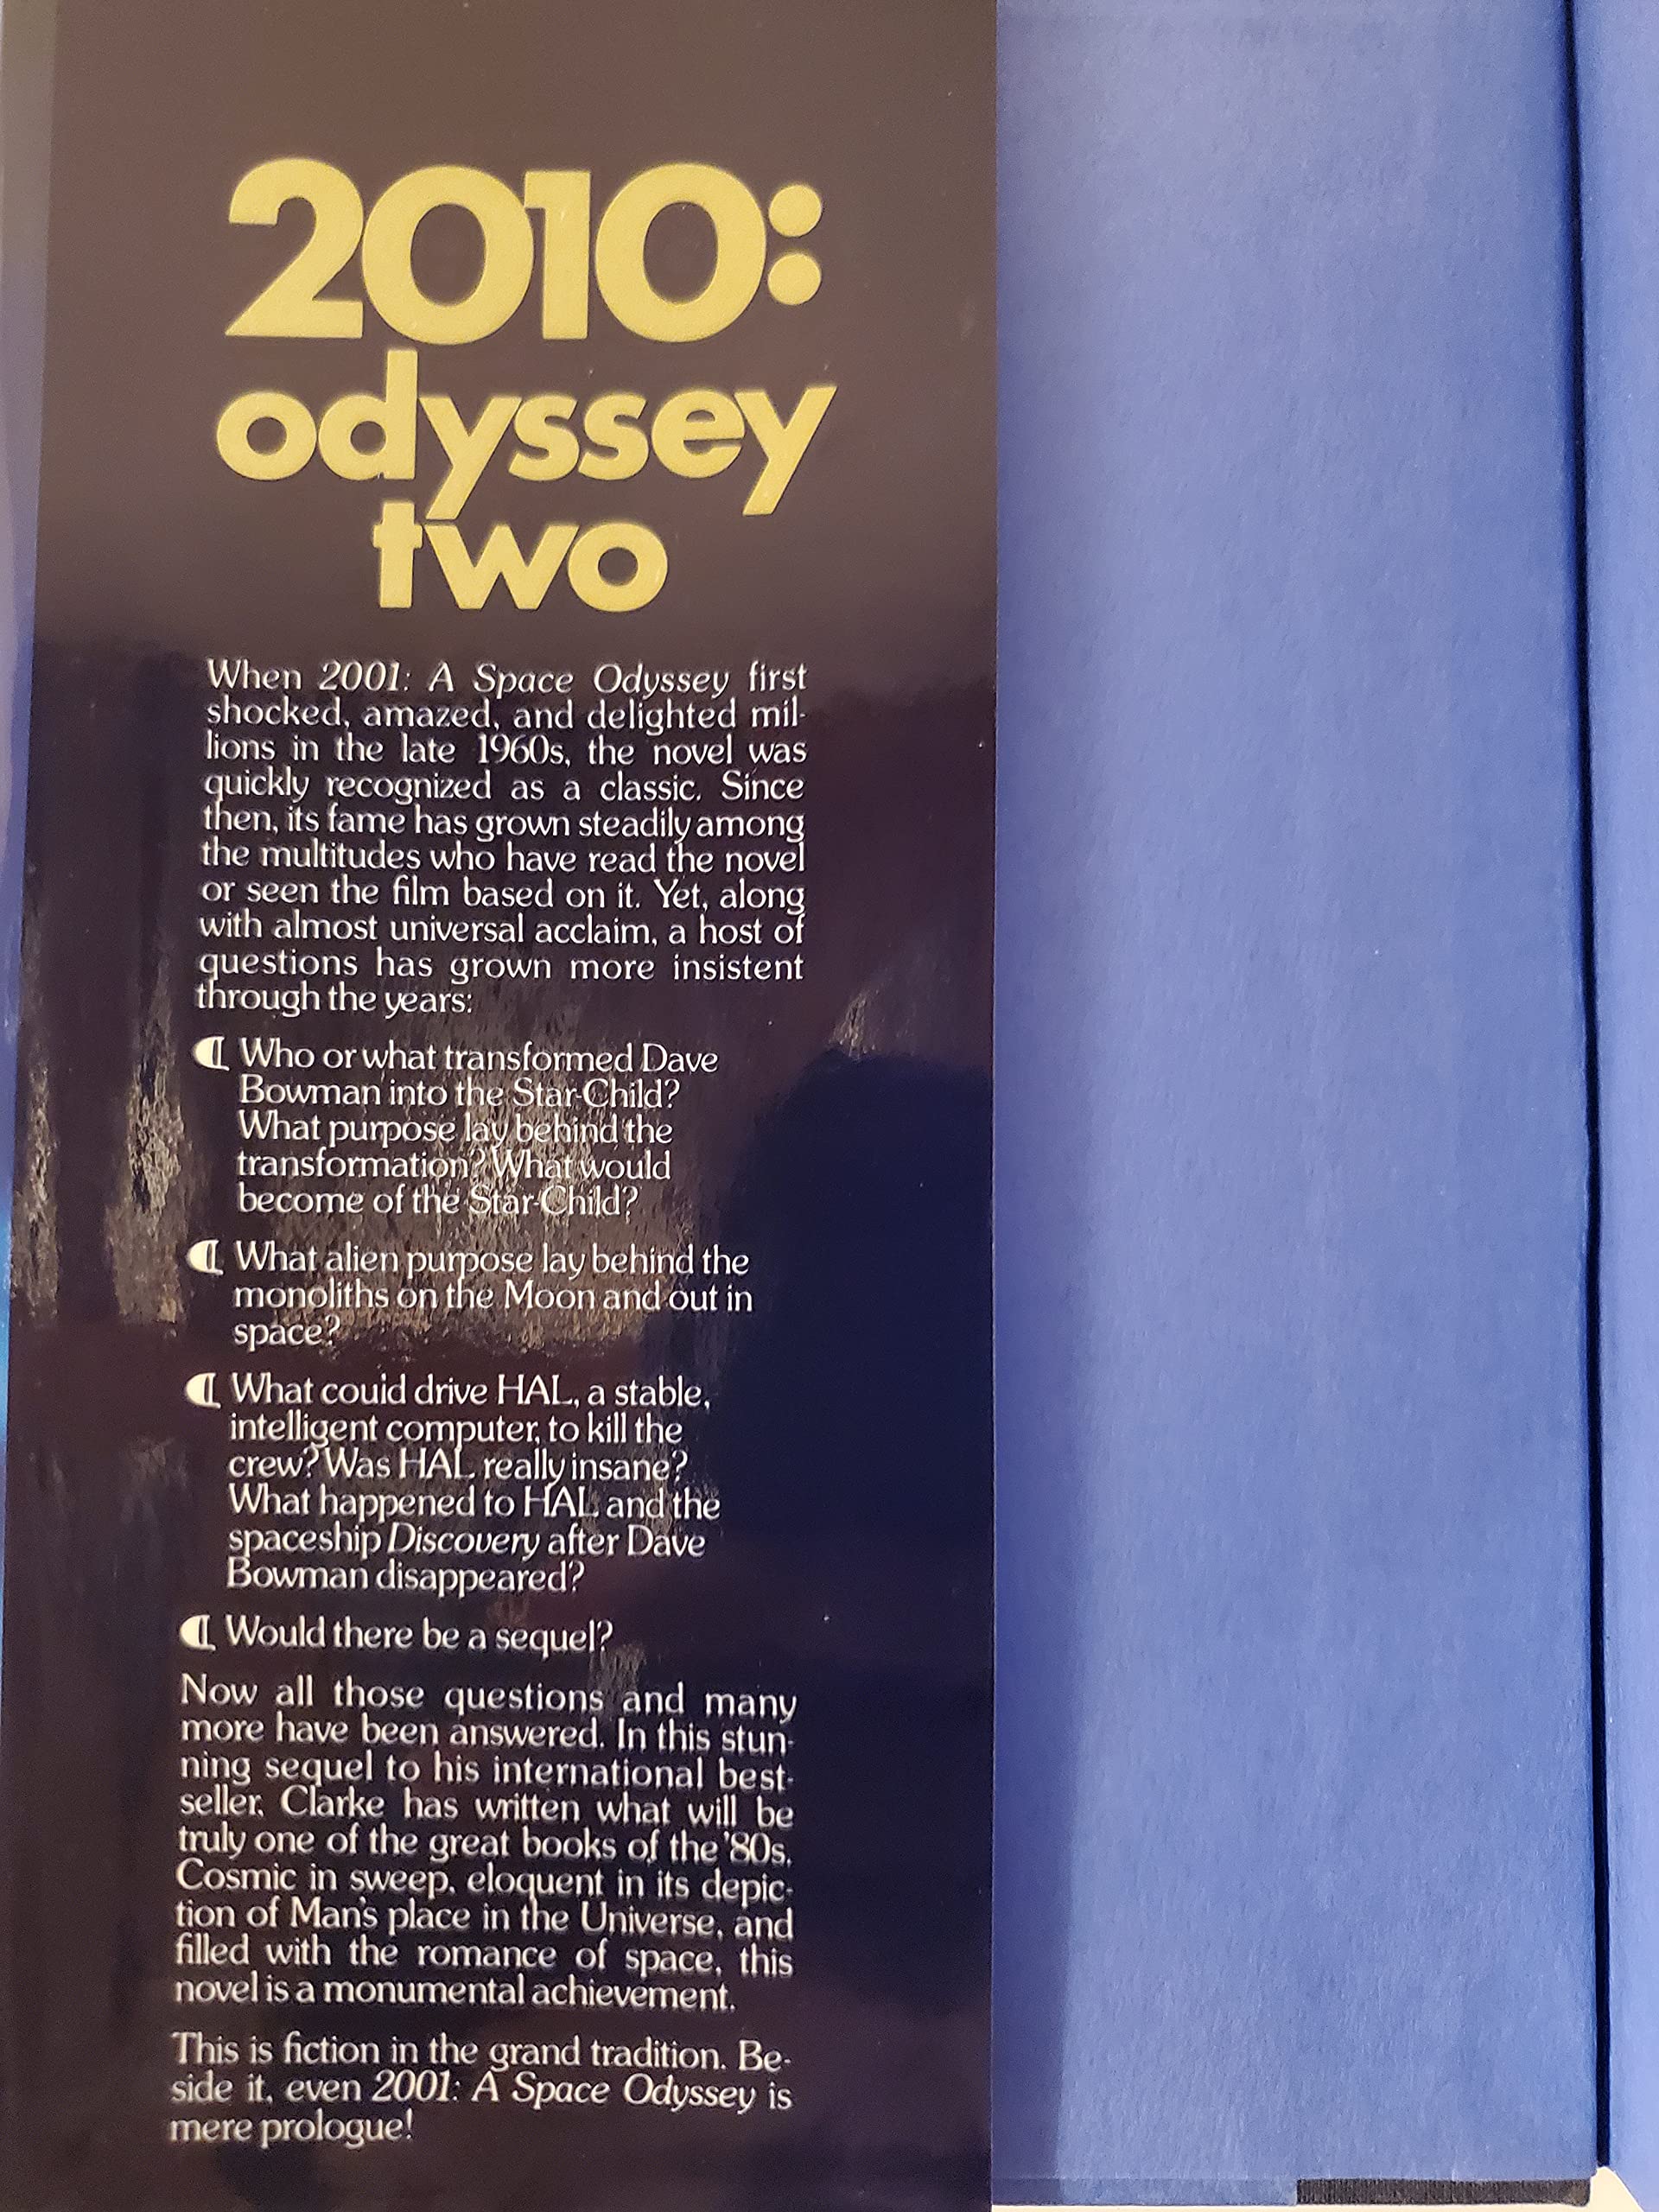 2010:
odyssey
two
When 2001: A Space Odyssey first
shocked, amazed, and delighted mil-
lions in the late 1960s, the novel was
quickly recognized as a classic. Since
then, its fame has grown steadily among
the multitudes who have read the novel
or seen the film based on it. Yet, along
with almost universal acclaim, a host of
questions has grown more insistent
through the years:
¶ Who or what transformed Dave
Bowman into the Star-Child?
What purpose lay behind the
transformation? What would
become of the Star-Child?
¶ What alien purpose lay behind the
monoliths on the Moon and out in
space?
¶ What could drive HAL, a stable,
intelligent computer, to kill the
crew? Was HAL really insane?
What happened to HAL and the
spaceship Discovery after Dave
Bowman disappeared?
¶ Would there be a sequel?
Now all those questions and many
more have been answered. In this stun-
ning sequel to his international best-
seller, Clarke has written what will be
truly one of the great books of the '80s.
Cosmic in sweep, eloquent in its depic-
tion of Man's place in the Universe, and
filled with the romance of space, this
novel is a monumental achievement.
This is fiction in the grand tradition. Be-
side it, even 2001: A Space Odyssey is
mere prologue!